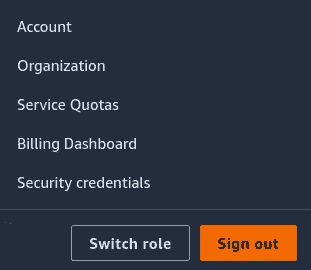 Account
Organization
Service Quotas
Billing Dashboard
Security credentials
Switch role
Sign out